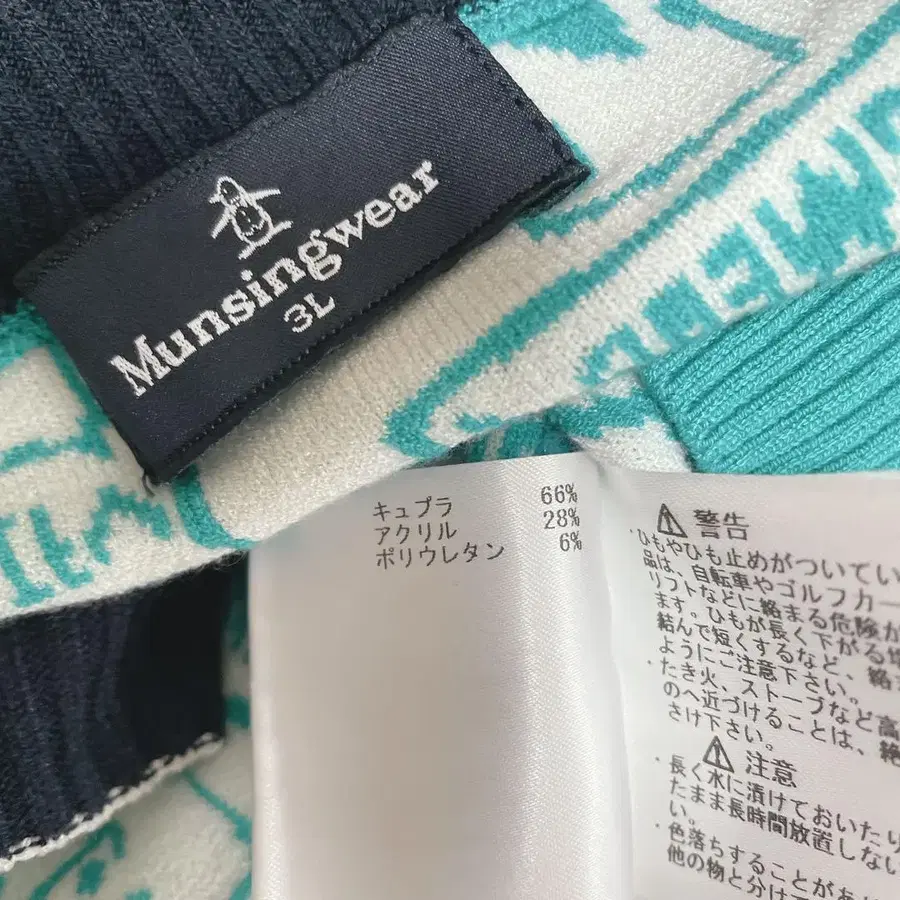 Munsingwear
3L
キュプラ 66%
アクリル 28%
ポリウレタン 6%
警告
・ひもやひも止めがついてい
品は、自転車やゴルフカー
リフトなどに絡まる危険が
ます。ひもが長く下がる場
結んで短くするなど、絡ま
ようにご注意下さい。
・たき火、ストーブなど高
のへ近づけることは、絶
さけ下さい。
注意
・長く水に漬けておいたり
たまま長時間放置しない
い。
・色落ちすることがあ
他の物と分けて